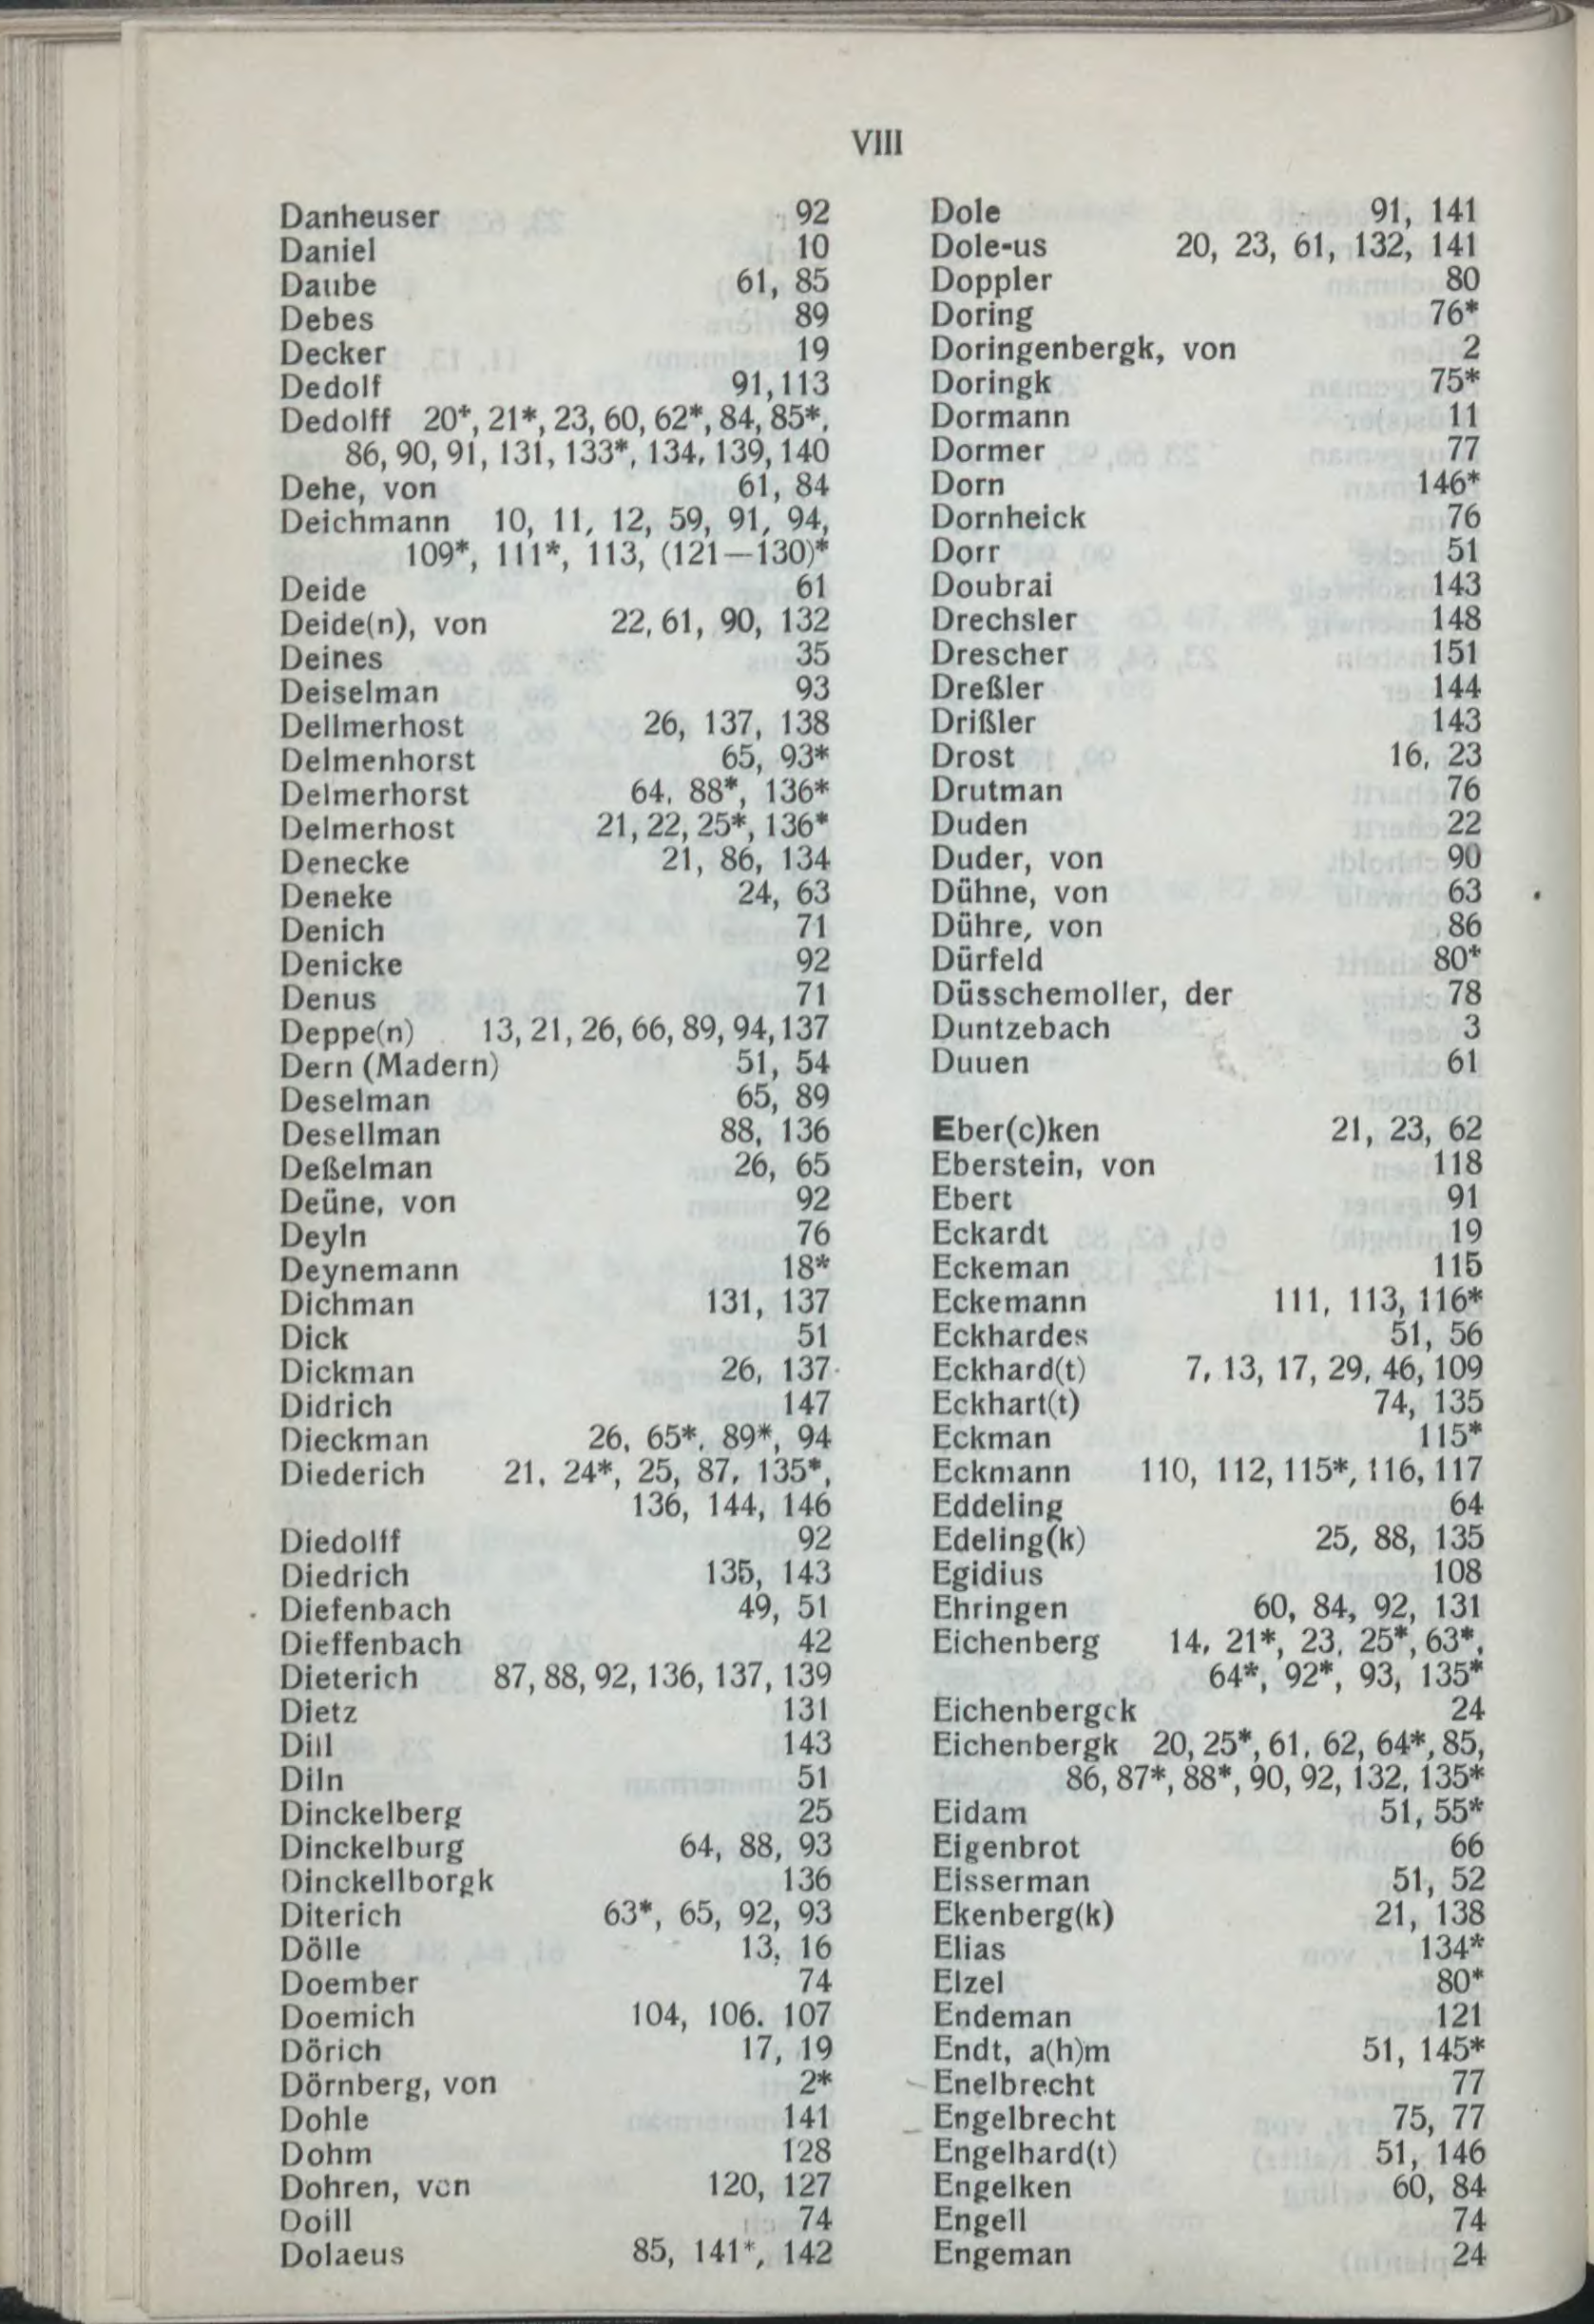 VIII
Danheuser 92
Daniel 10
Daube 61, 85
Debes 89
Decker 19
Dedolf 91,113
Dedolff 20*, 21*, 23, 60, 62*, 84, 85*,
86, 90, 91, 131, 133*, 134, 139, 140
Dehe, von 61, 84
Deichmann 10, 11, 12, 59, 91, 94,
109*, 111*, 113, (121—130)*
Deide 61
Deide(n), von 22, 61, 90, 132
Deines 35
Deiselman 93
Dellmerhost 26, 137, 138
Delmenhorst 65, 93*
Delmerhorst 64, 88*, 136*
Delmerhost 21, 22, 25*, 136*
Denecke 21, 86, 134
Deneke 24, 63
Denich 71
Denicke 92
Denus 71
Deppe(n) 13, 21, 26, 66, 89, 94, 137
Dern (Madern) 51, 54
Deselman 65, 89
Desellman 88, 136
Deßelman 26, 65
Deüne, von 92
Deyln 76
Deynemann 18*
Dichman 131, 137
Dick 51
Dickman 26, 137
Didrich 147
Dieckman 26, 65*, 89*, 94
Diederich 21, 24*, 25, 87, 135*,
136, 144, 146
Diedolff 92
Diedrich 135, 143
Diefenbach 49, 51
Dieffenbach 42
Dieterich 87, 88, 92, 136, 137, 139
Dietz 131
Dill 143
Diln 51
Dinckelberg 25
Dinckelburg 64, 88, 93
Dinckellborgk 136
Diterich 63*, 65, 92, 93
Dölle 13, 16
Doember 74
Doemich 104, 106. 107
Dörich 17, 19
Dörnberg, von 2*
Dohle 141
Dohm 128
Dohren, von 120, 127
Doill 74
Dolaeus 85, 141*, 142
Dole 91, 141
Dole-us 20, 23, 61, 132, 141
Doppler 80
Doring 76*
Doringenbergk, von 2
Doringk 75*
Dormann 11
Dormer 77
Dorn 146*
Dornheick 76
Dorr 51
Doubrai 143
Drechsler 148
Drescher 151
Dreßler 144
Drißler 143
Drost 16, 23
Drutman 76
Duden 22
Duder, von 90
Dühne, von 63
Dühre, von 86
Dürfeld 80*
Düsschemoller, der 78
Duntzebach 3
Duuen 61
Eber(c)ken 21, 23, 62
Eberstein, von 118
Ebert 91
Eckardt 19
Eckeman 115
Eckemann 111, 113, 116*
Eckhardes 51, 56
Eckhard(t) 7, 13, 17, 29, 46, 109
Eckhart(t) 74, 135
Eckman 115*
Eckmann 110, 112, 115*, 116, 117
Eddeling 64
Edeling(k) 25, 88, 135
Egidius 108
Ehringen 60, 84, 92, 131
Eichenberg 14, 21*, 23, 25*, 63*,
64*, 92*, 93, 135*
Eichenbergck 24
Eichenbergk 20, 25*, 61, 62, 64*, 85,
86, 87*, 88*, 90, 92, 132, 135*
Eidam 51, 55*
Eigenbrot 66
Eisserman 51, 52
Ekenberg(k) 21, 138
Elias 134*
Elzel 80*
Endeman 121
Endt, a(h)m 51, 145*
Enelbrecht 77
Engelbrecht 75, 77
Engelhard(t) 51, 146
Engelken 60, 84
Engell 74
Engeman 24